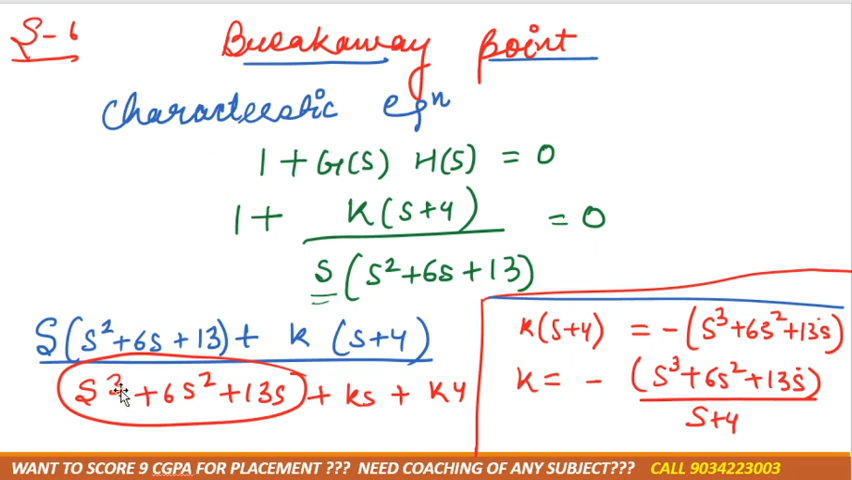 S-6
Breakaway point
Characteristic eqn
1 + G(S) H(S) = 0
1 + K(S+4) / S(S²+6S+13) = 0
S(S²+6S+13) + K(S+4)
S³+6S²+13S + KS + K4
K(S+4) = -(S³+6S²+13S)
K = - (S³+6S²+13S) / S+4
WANT TO SCORE 9 CGPA FOR PLACEMENT ??? NEED COACHING OF ANY SUBJECT??? CALL 9034223003